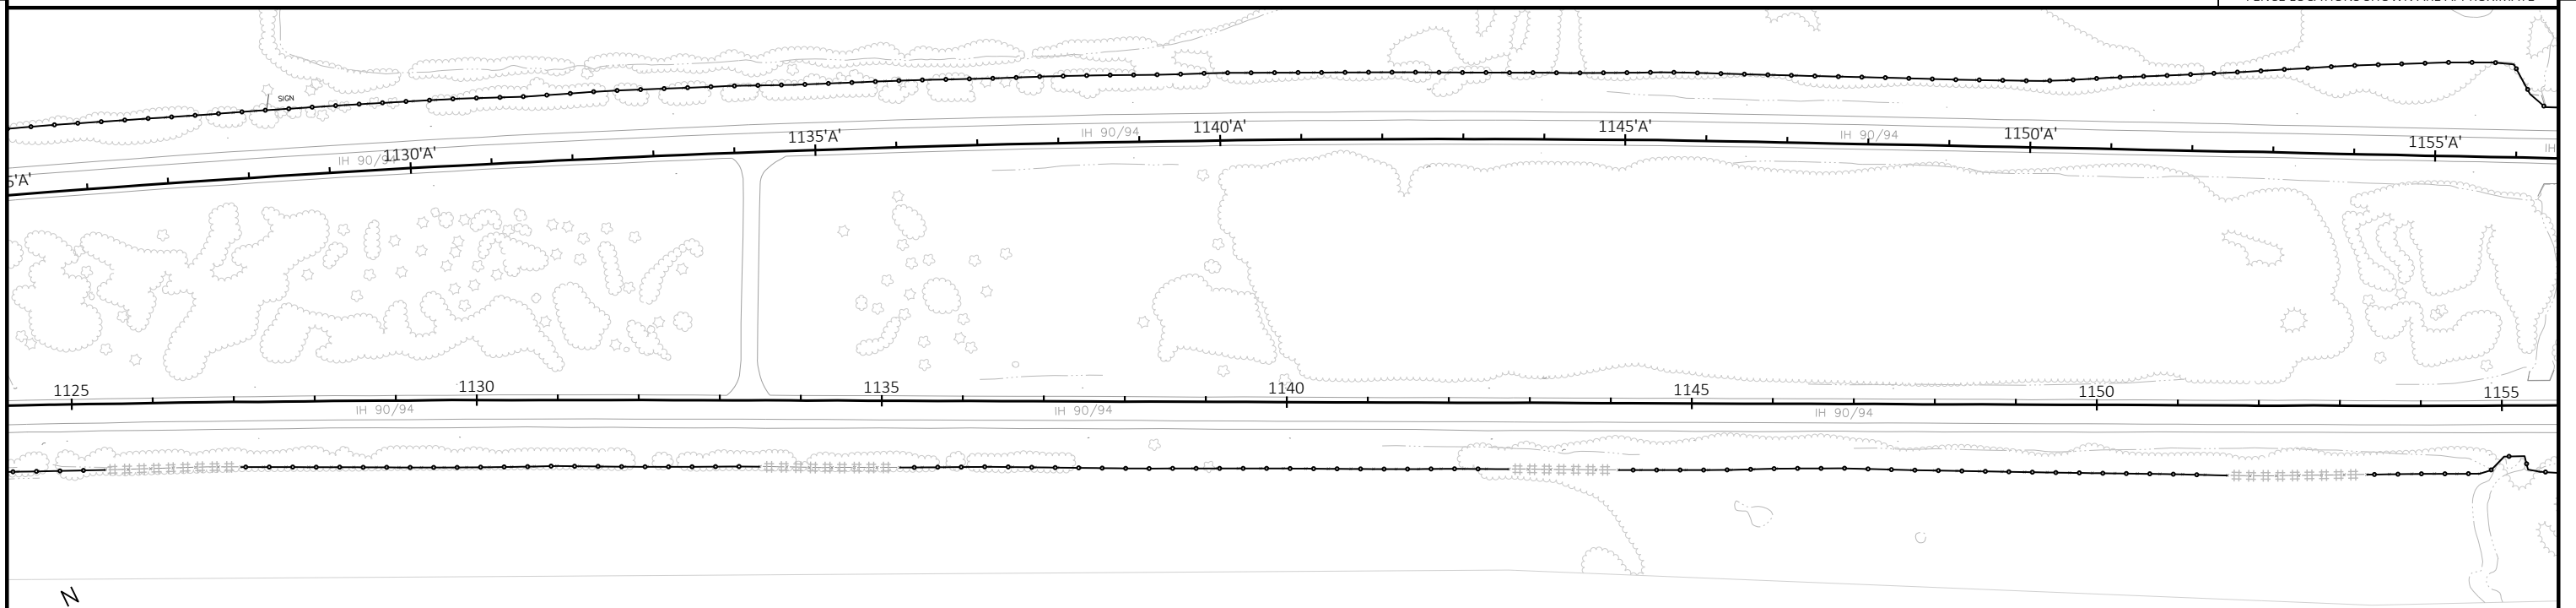 SIGN
IH 90/94
IH 90/94
IH 90/94
IH
5'A'
1130'A'
1135'A'
1140'A'
1145'A'
1150'A'
1155'A'
1125
1130
1135
1140
1145
1150
1155
IH 90/94
IH 90/94
IH 90/94
N